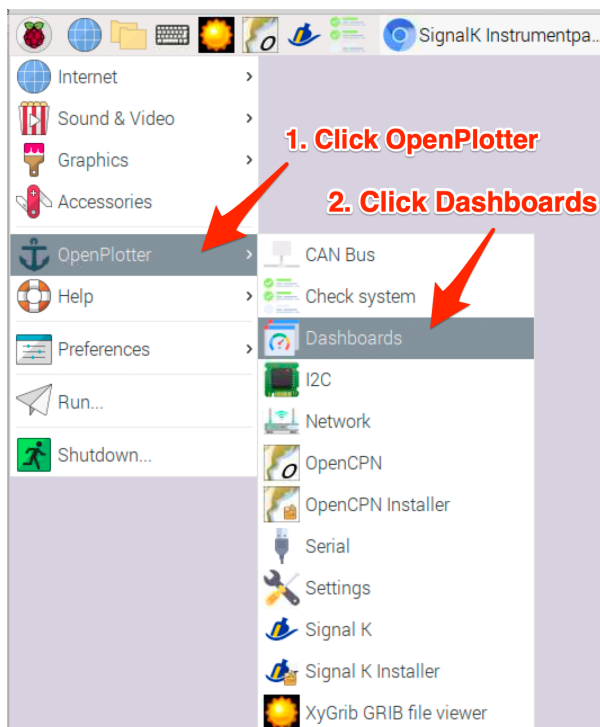 SignalK Instrumentpa...
Internet
Sound & Video
1. Click OpenPlotter
Graphics
Accessories
2. Click Dashboards
OpenPlotter
CAN Bus
Help
Check system
Dashboards
Preferences
I2C
Run...
Network
Shutdown...
OpenCPN
OpenCPN Installer
Serial
Settings
Signal K
Signal K Installer
XyGrib GRIB file viewer